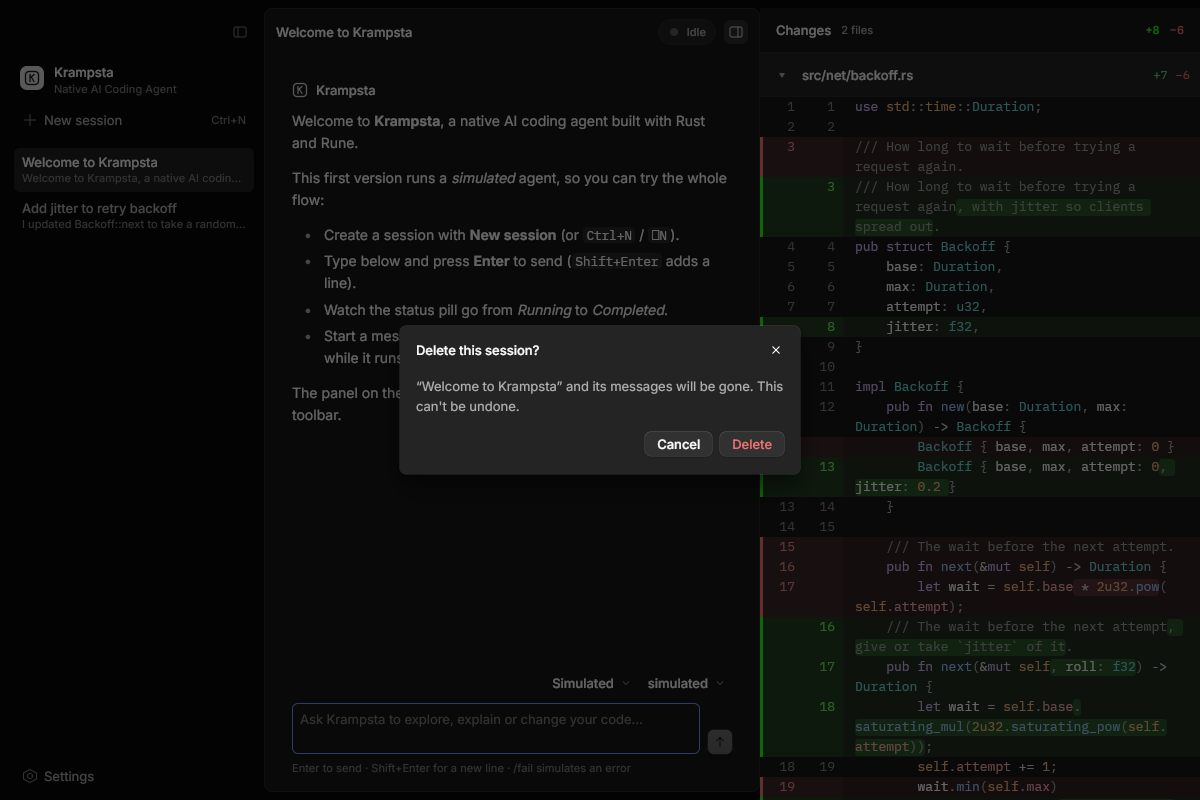 Krampsta
Native AI Coding Agent
New session
Ctrl+N
Welcome to Krampsta
Welcome to Krampsta, a native AI codin...
Add jitter to retry backoff
I updated Backoff::next to take a random...
Settings
Welcome to Krampsta
Idle
Krampsta
Welcome to Krampsta, a native AI coding agent built with Rust
and Rune.
This first version runs a simulated agent, so you can try the whole
flow:
• Create a session with New session (or Ctrl+N / N ).
• Type below and press Enter to send ( Shift+Enter adds a
line).
• Watch the status pill go from Running to Completed.
• Start a mes
while it runs
The panel on the
toolbar.
Delete this session?
“Welcome to Krampsta” and its messages will be gone. This
can't be undone.
Cancel
Delete
Simulated
simulated
Ask Krampsta to explore, explain or change your code...
Enter to send · Shift+Enter for a new line · /fail simulates an error
Changes 2 files
+8 −6
src/net/backoff.rs
+7 −6
1 1 use std::time::Duration;
2 2
3 /// How long to wait before trying a
request again.
3 /// How long to wait before trying a
request again, with jitter so clients
spread out.
4 4 pub struct Backoff {
5 5 base: Duration,
6 6 max: Duration,
7 7 attempt: u32,
8 jitter: f32,
9 }
10
11 impl Backoff {
12 pub fn new(base: Duration, max:
Duration) -> Backoff {
Backoff { base, max, attempt: 0 }
13 Backoff { base, max, attempt: 0,
jitter: 0.2 }
13 14 }
14 15
15 /// The wait before the next attempt.
16 pub fn next(&mut self) -> Duration {
17 let wait = self.base * 2u32.pow(
self.attempt);
16 /// The wait before the next attempt,
give or take `jitter` of it.
17 pub fn next(&mut self, roll: f32) ->
Duration {
18 let wait = self.base.
saturating_mul(2u32.saturating_pow(self.
attempt));
18 19 self.attempt += 1;
19 wait.min(self.max)